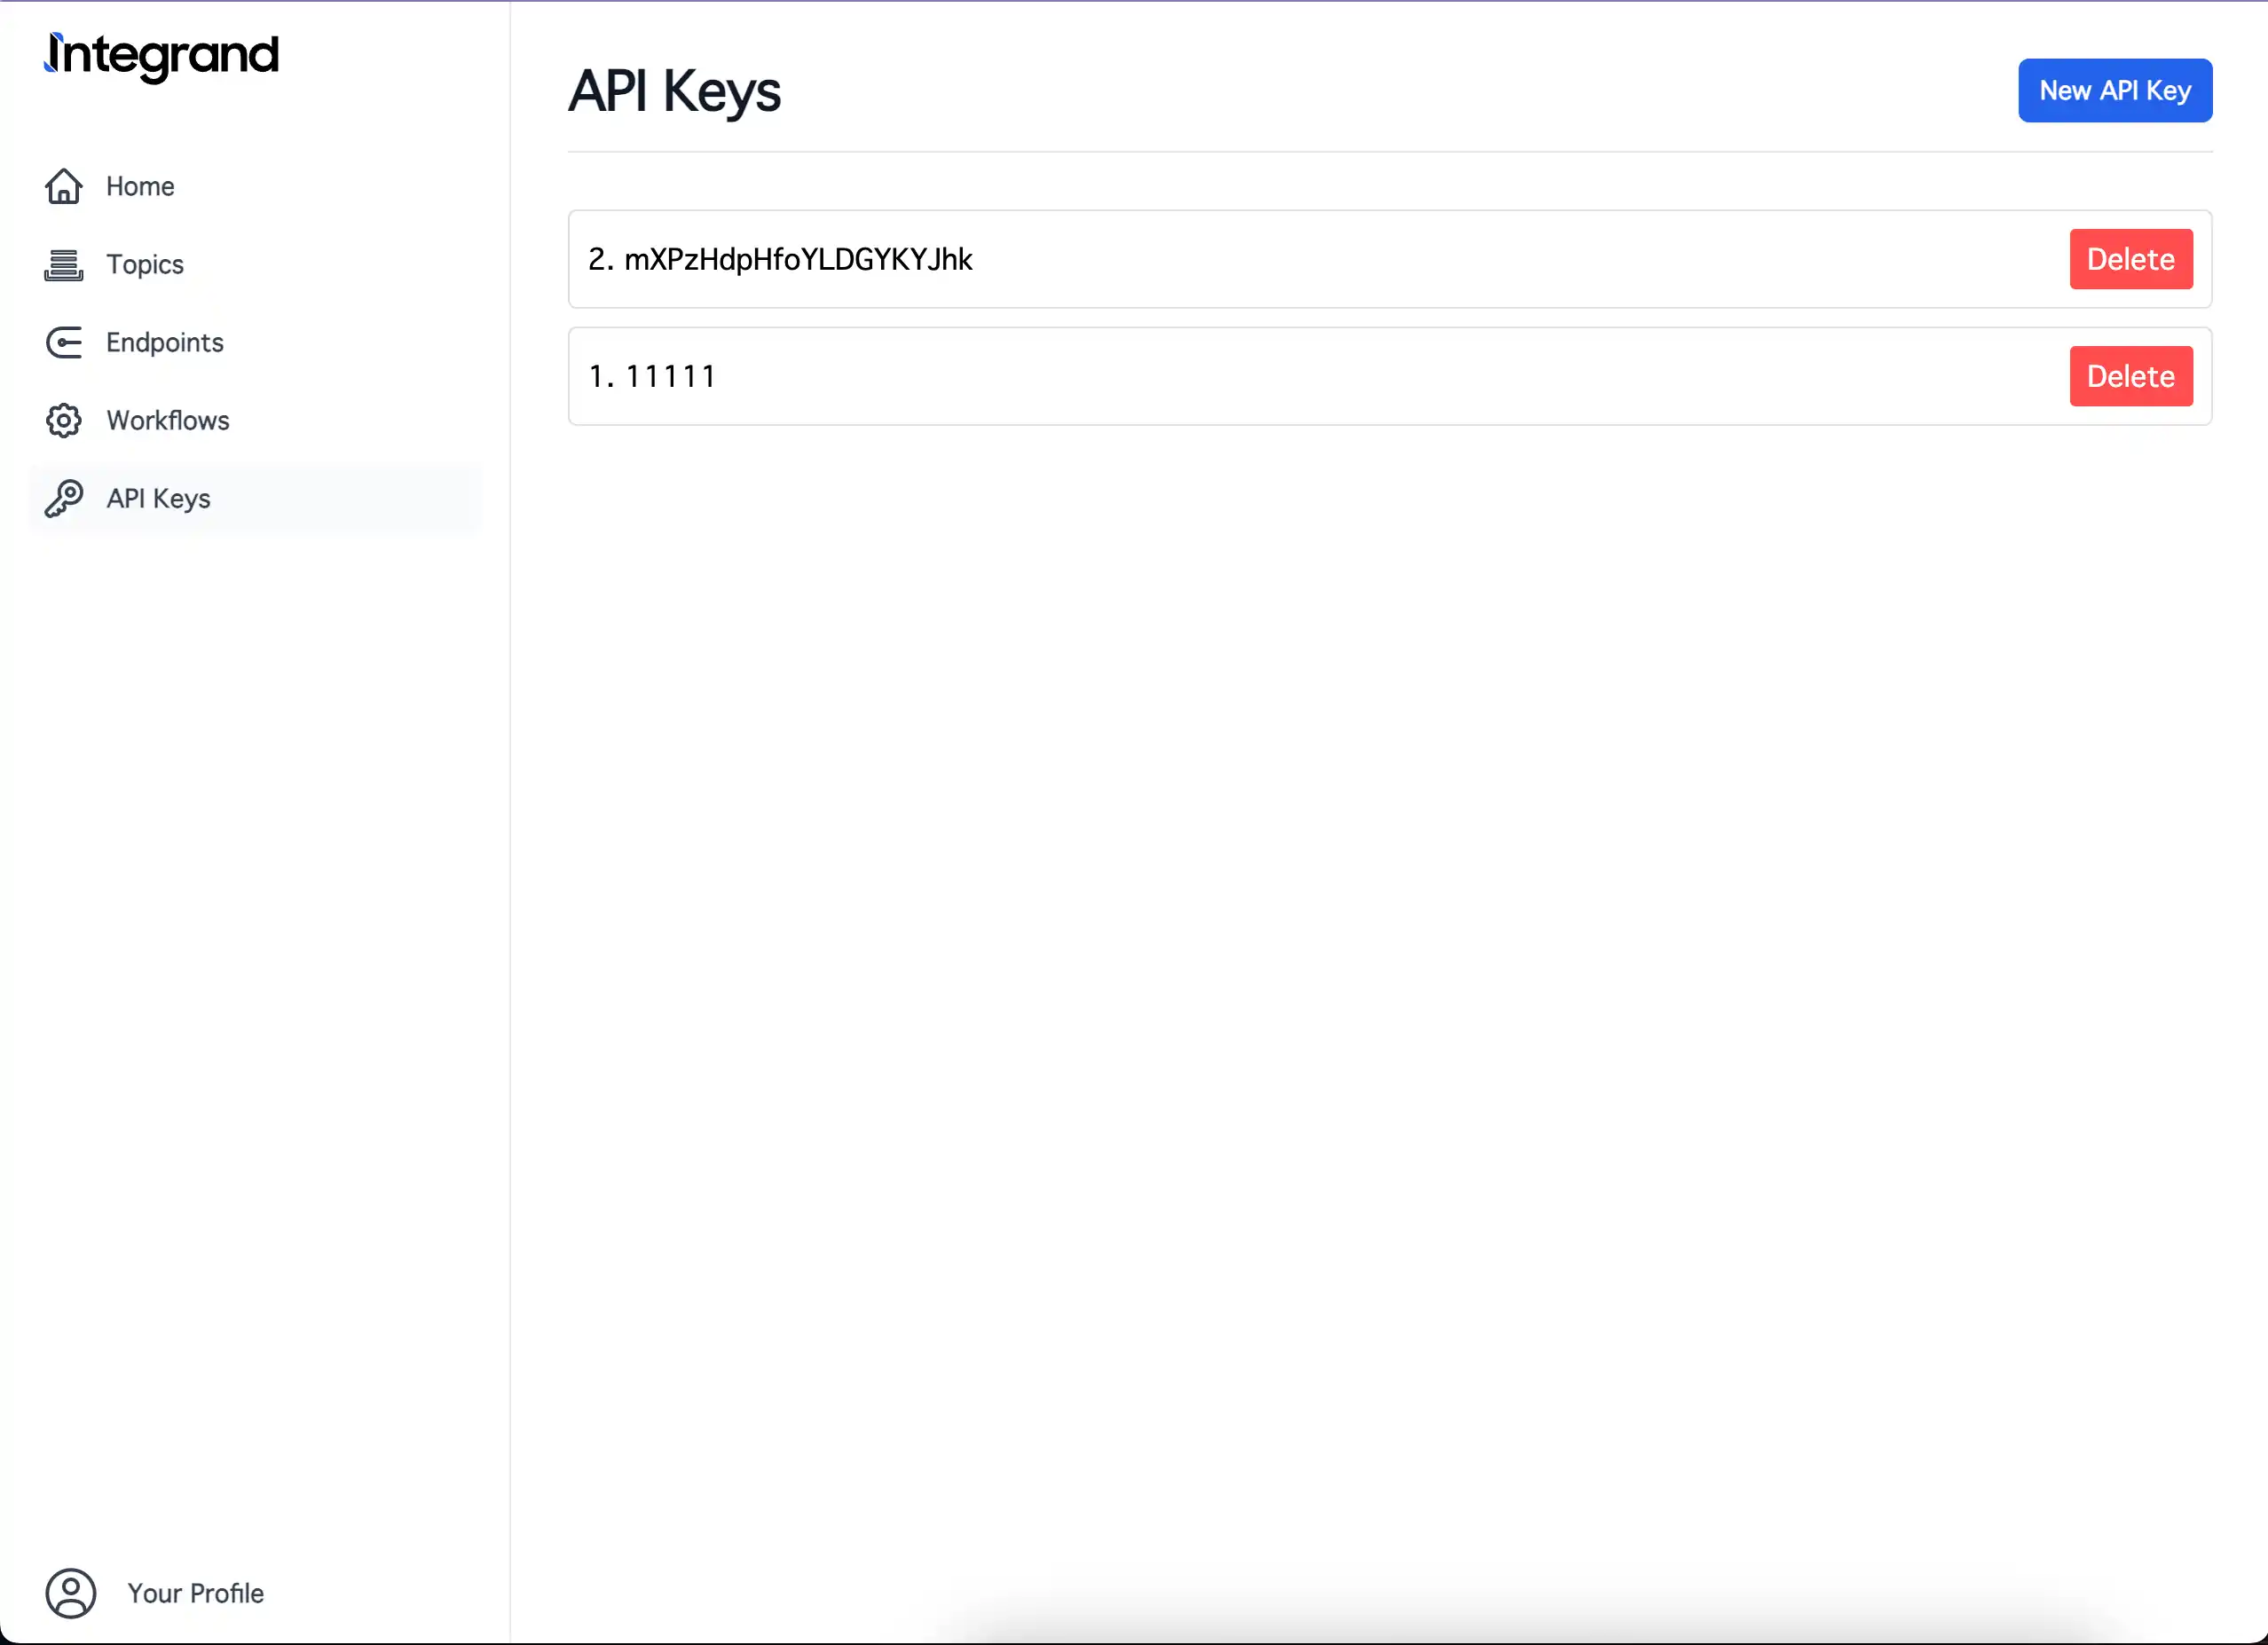 Integrand
Home
Topics
Endpoints
Workflows
API Keys
Your Profile
API Keys
New API Key
2. mXPzHdpHfoYLDGYKYJhk
Delete
1. 11111
Delete